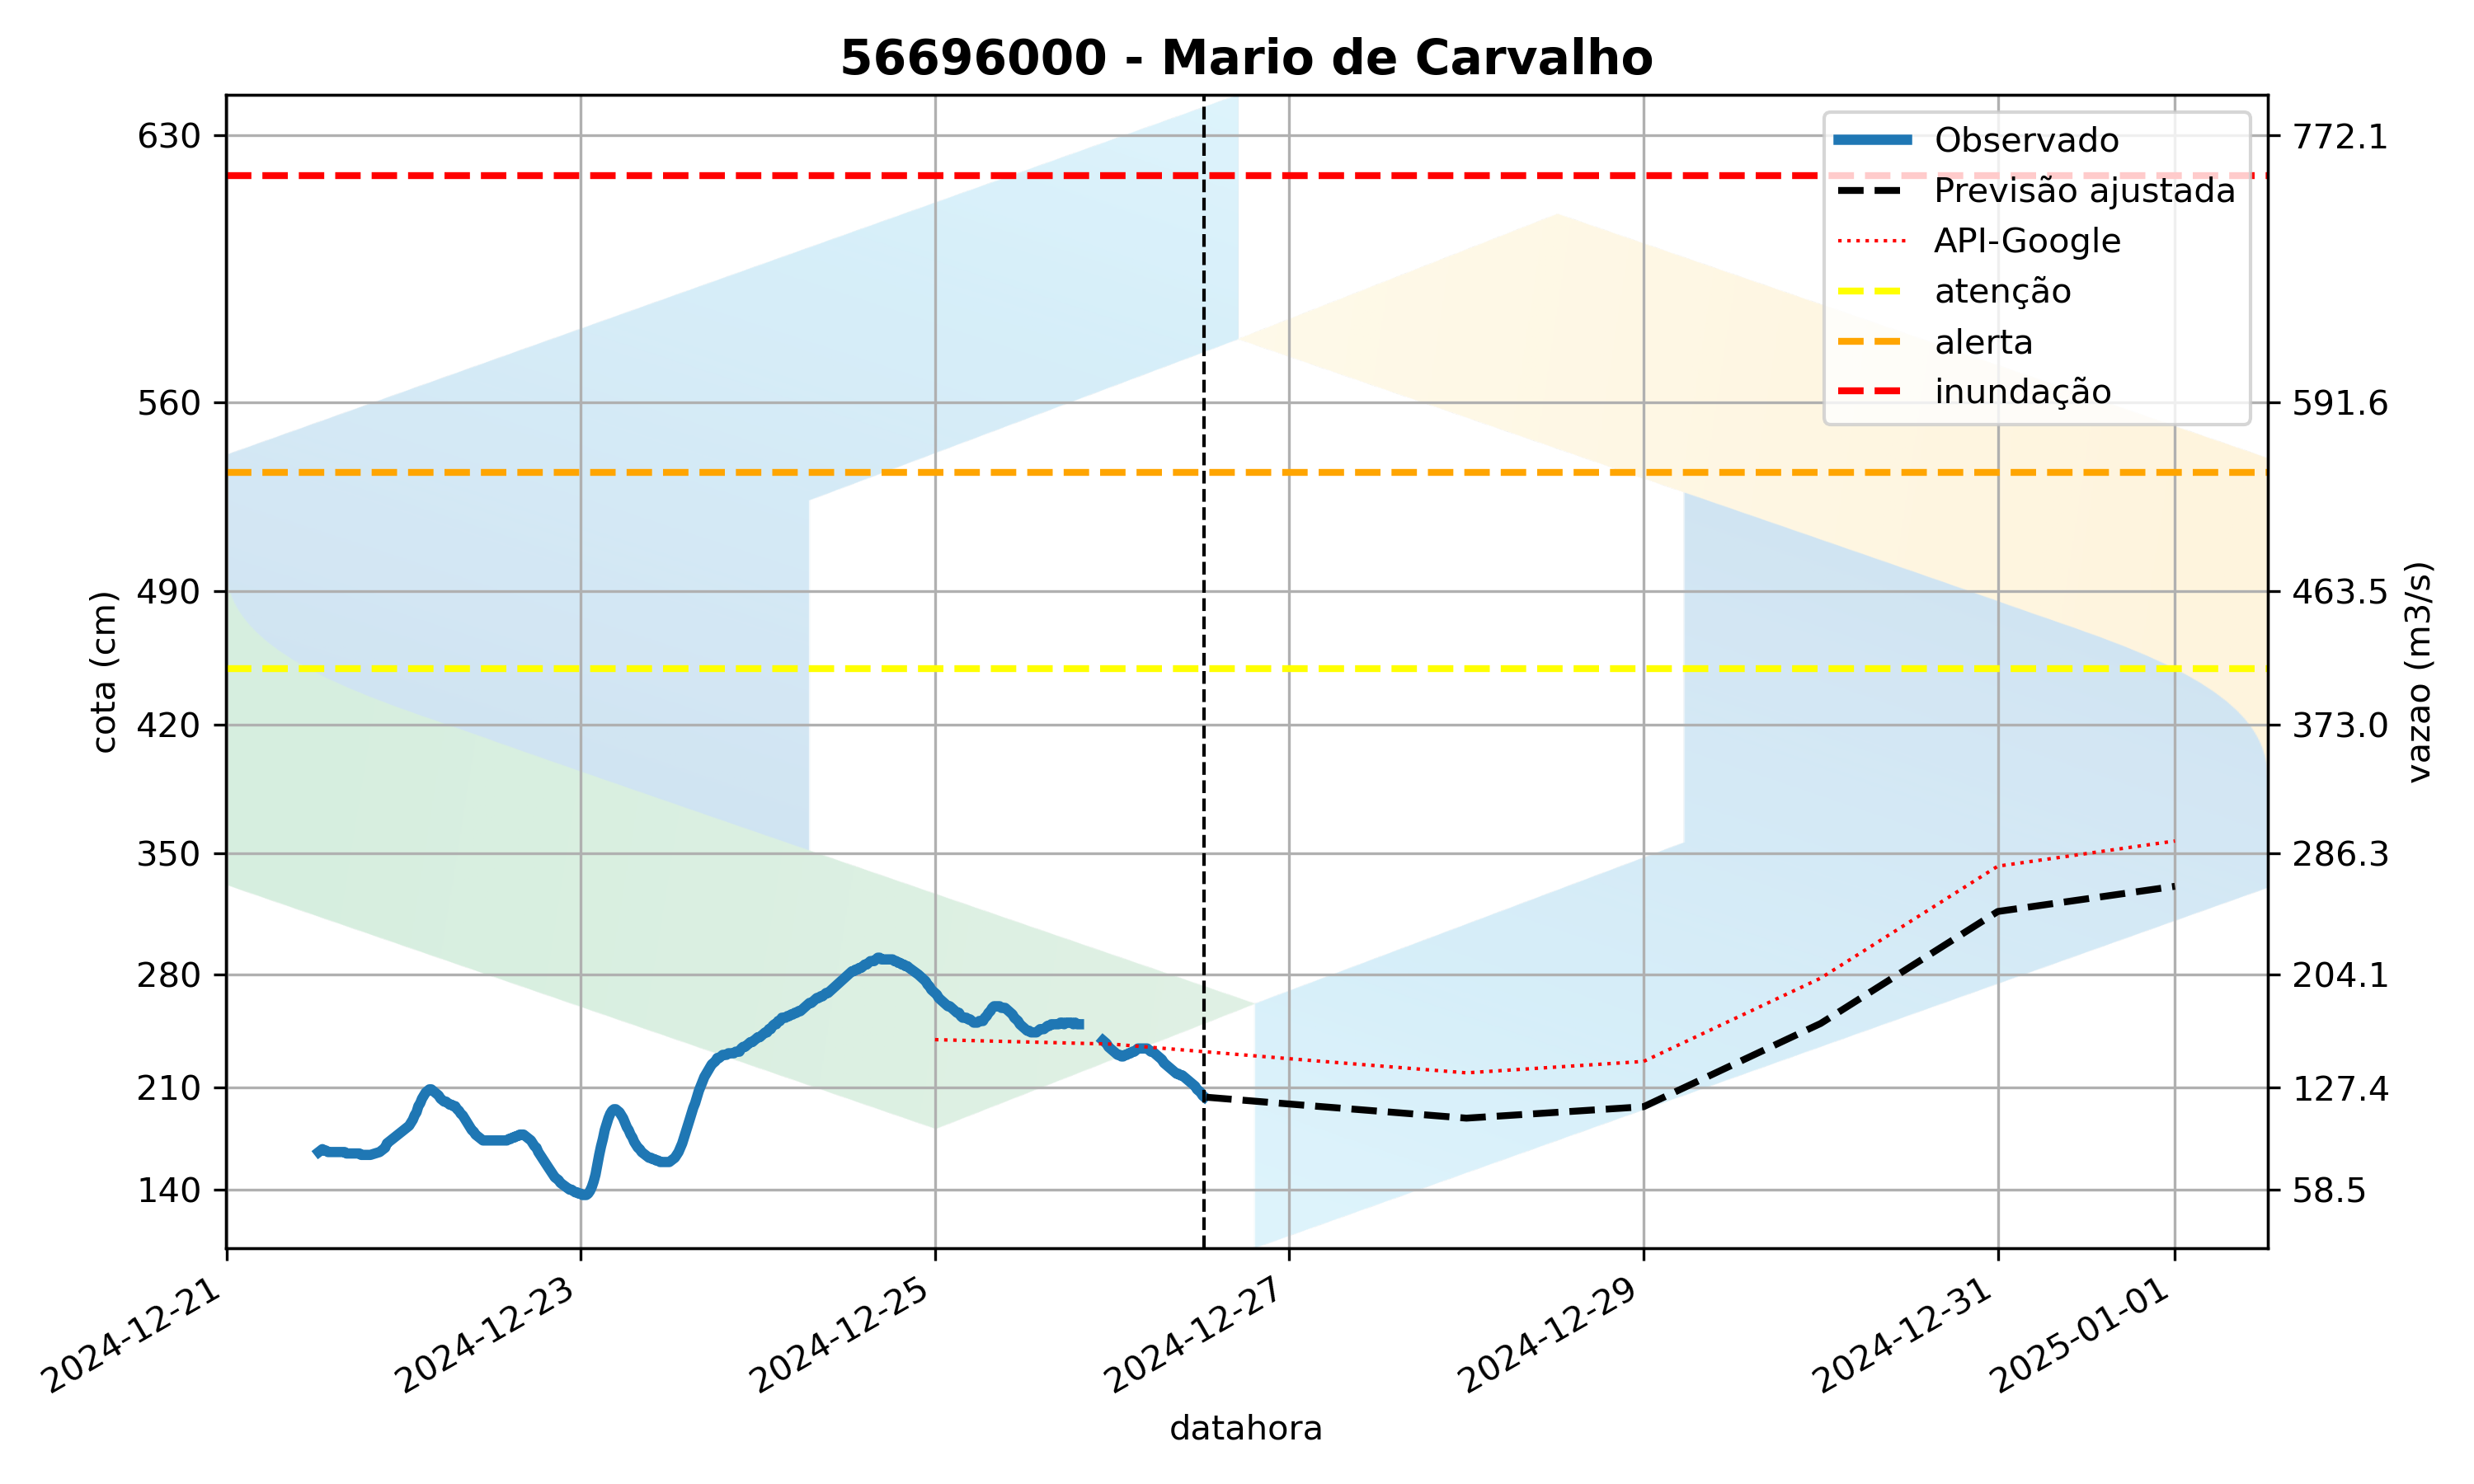 56696000 - Mario de Carvalho
630
560
490
420
350
280
210
140
cota (cm)
772.1
591.6
463.5
373.0
286.3
204.1
127.4
58.5
vazao (m3/s)
Observado
Previsão ajustada
API-Google
atenção
alerta
inundação
2024-12-21
2024-12-23
2024-12-25
2024-12-27
2024-12-29
2024-12-31
2025-01-01
datahora